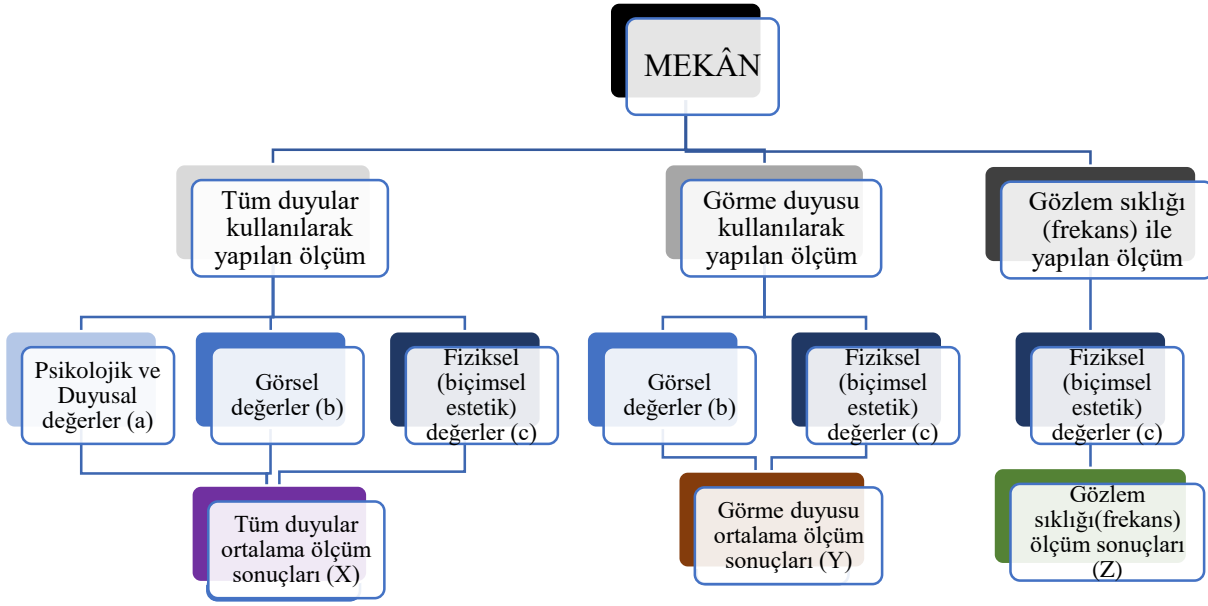 MEKÂN
Tüm duyular
kullanılarak
yapılan ölçüm
Görme duyusu
kullanılarak
yapılan ölçüm
Gözlem sıklığı
(frekans) ile
yapılan ölçüm
Psikolojik ve
Duyusal
değerler (a)
Görsel
değerler (b)
Fiziksel
(biçimsel
estetik)
değerler (c)
Görsel
değerler (b)
Fiziksel
(biçimsel
estetik)
değerler (c)
Fiziksel
(biçimsel
estetik)
değerler (c)
Tüm duyular
ortalama ölçüm
sonuçları (X)
Görme duyusu
ortalama ölçüm
sonuçları (Y)
Gözlem
sıklığı(frekans)
ölçüm sonuçları
(Z)